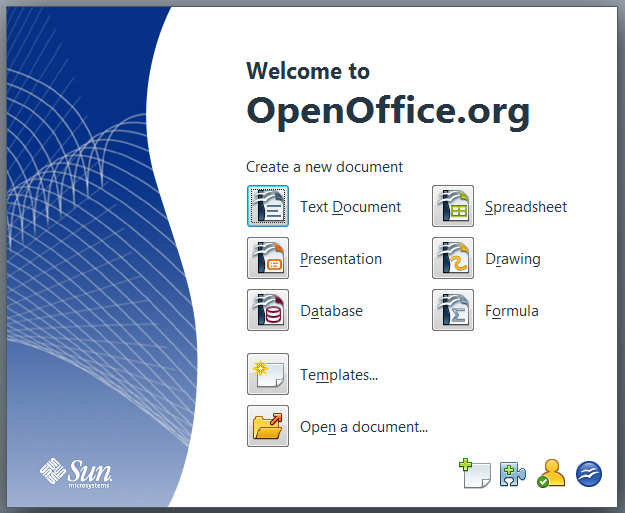 Welcome to
OpenOffice.org
Create a new document
Text Document
Spreadsheet
Presentation
Drawing
Database
Formula
Templates...
Open a document...
Sun
microsystems